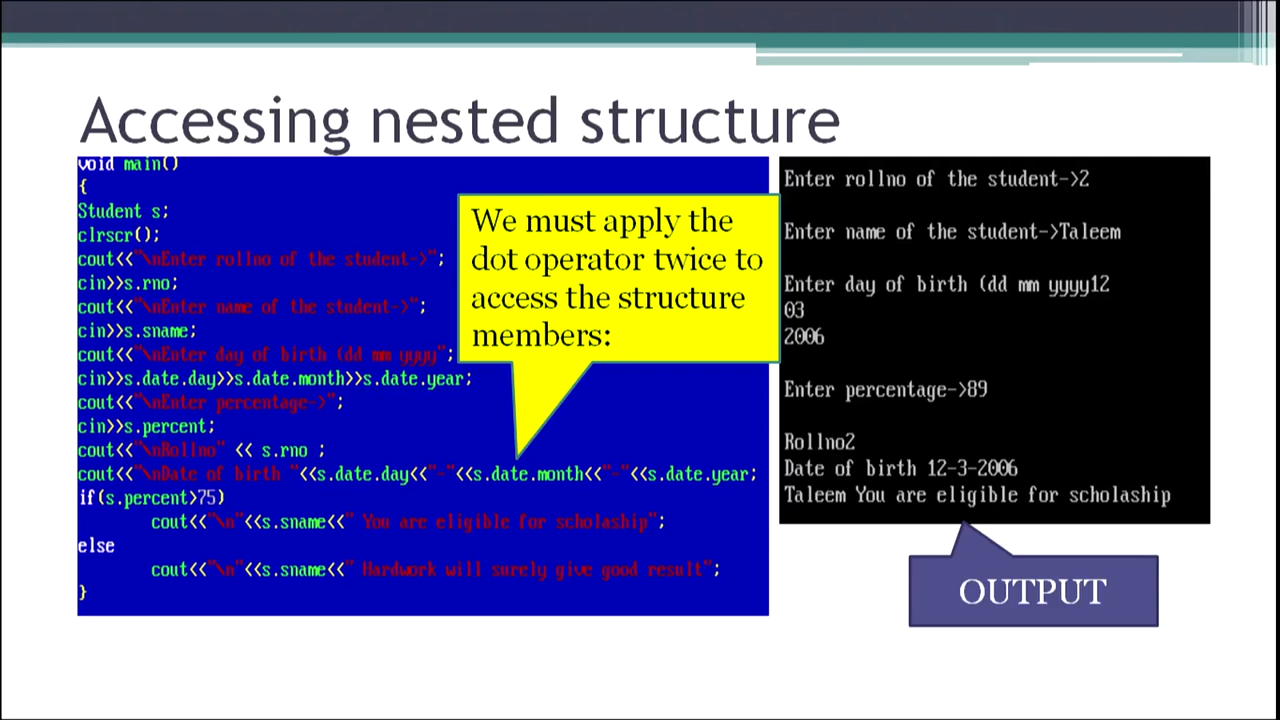 Accessing nested structure
void main()
{
Student s;
clrscr();
cout<<"\nEnter rollno of the student->";
cin>>s.rno;
cout<<"\nEnter name of the student->";
cin>>s.sname;
cout<<"\nEnter day of birth (dd mm yyyy";
cin>>s.date.day>>s.date.month>>s.date.year;
cout<<"\nEnter percentage->";
cin>>s.percent;
cout<<"\nRollno" << s.rno ;
cout<<"\nDate of birth "<<s.date.day<<"-"<<s.date.month<<"-"<<s.date.year;
if(s.percent>75)
cout<<"\n"<<s.sname<<" You are eligible for scholaship";
else
cout<<"\n"<<s.sname<<" Hardwork will surely give good result";
}
We must apply the
dot operator twice to
access the structure
members:
Enter rollno of the student->2
Enter name of the student->Taleem
Enter day of birth (dd mm yyyy12
03
2006
Enter percentage->89
Rollno2
Date of birth 12-3-2006
Taleem You are eligible for scholaship
OUTPUT